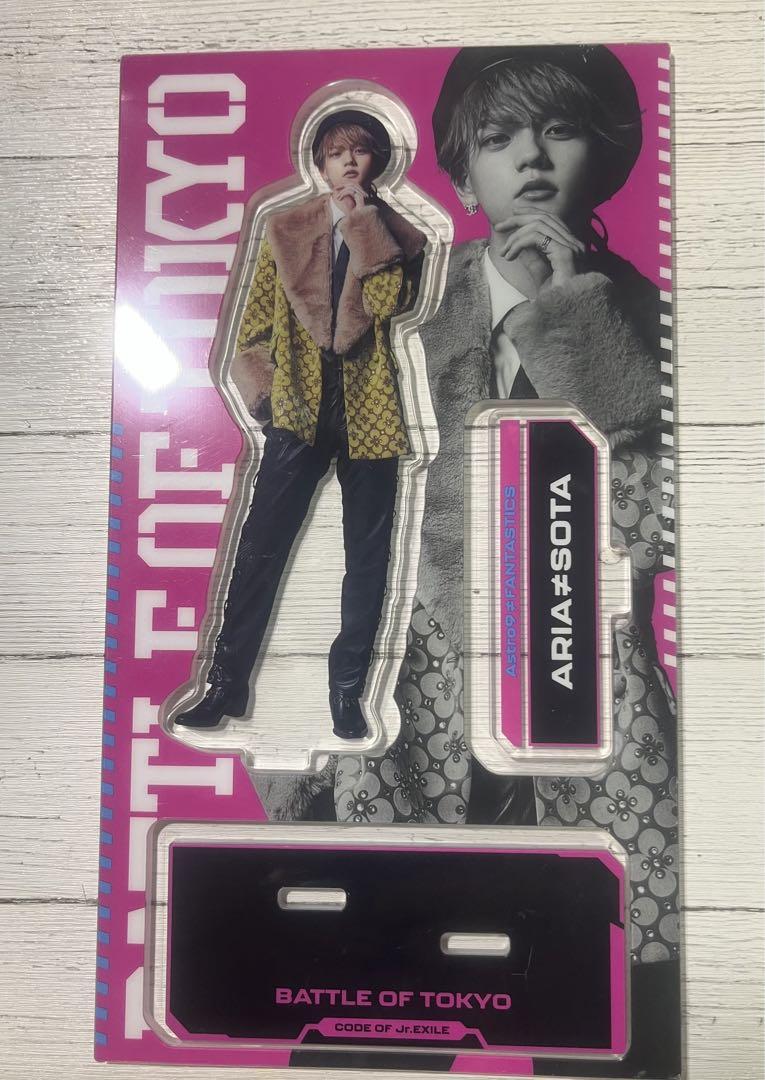 BATTLE OF TOKYO
Astro9≠FANTASTICS
ARIA≠SOTA
BATTLE OF TOKYO
CODE OF Jr.EXILE